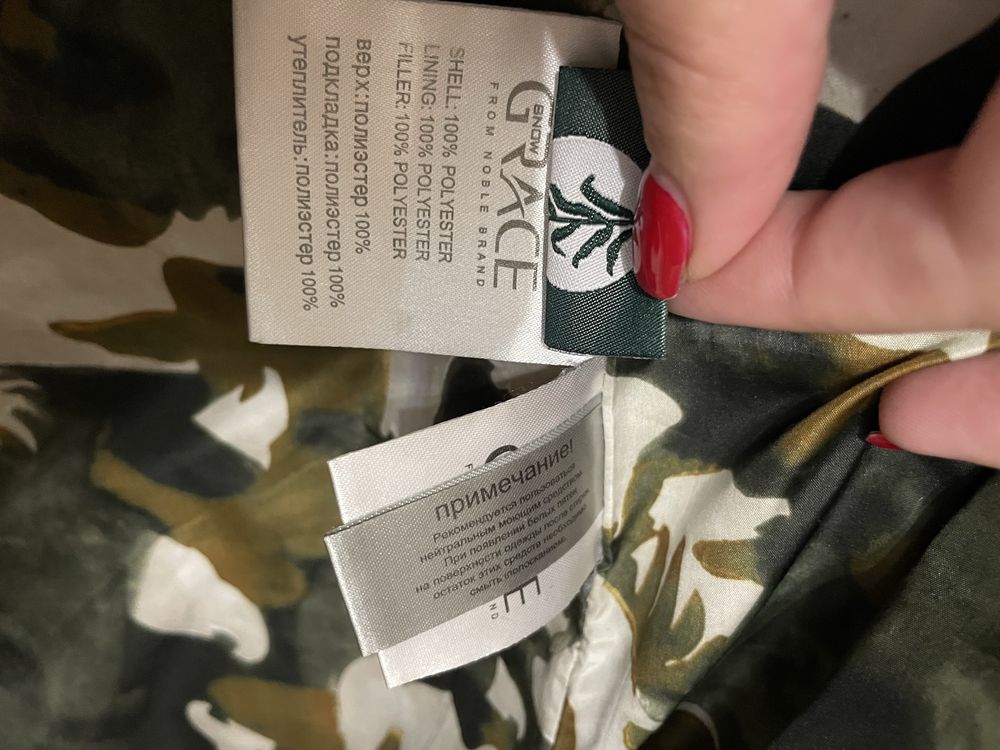 SNOW
GRACE
FROM NOBLE BRAND
SHELL: 100% POLYESTER
LINING: 100% POLYESTER
FILLER: 100% POLYESTER
верх:полиэстер 100%
подкладка:полиэстер 100%
утеплитель:полиэстер 100%
примечание!
Рекомендуется пользоваться
нейтральным моющим средством.
При появлении белых пятен
на поверхности одежды после стирки
остаток этих средств необходимо
смыть (полосканием.
E
ND